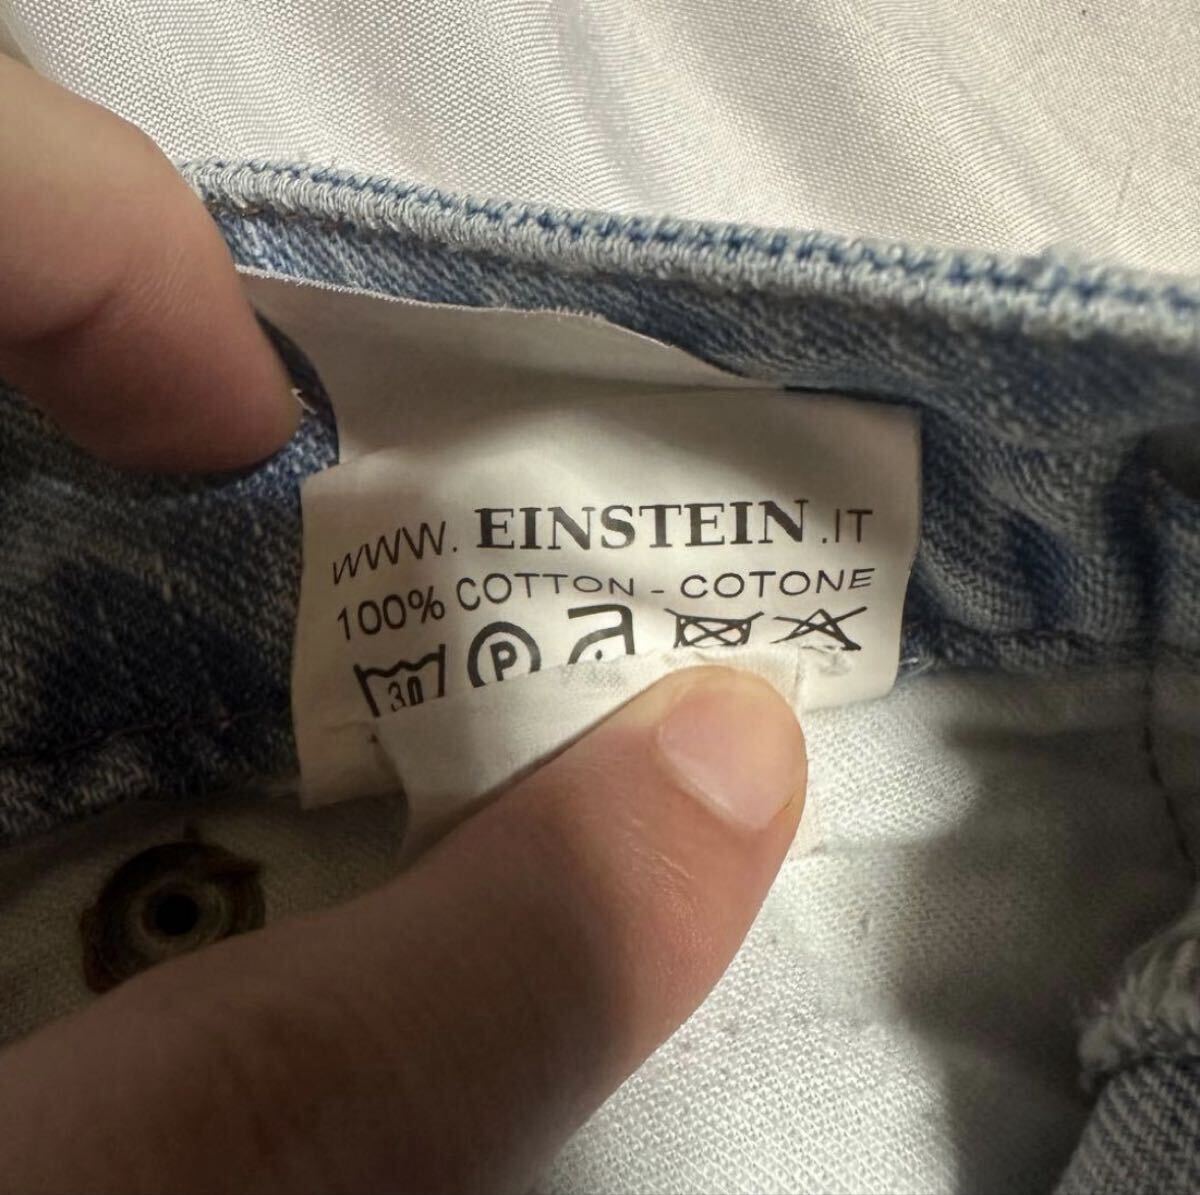 WWW. EINSTEIN .IT
100% COTTON - COTONE
30 P